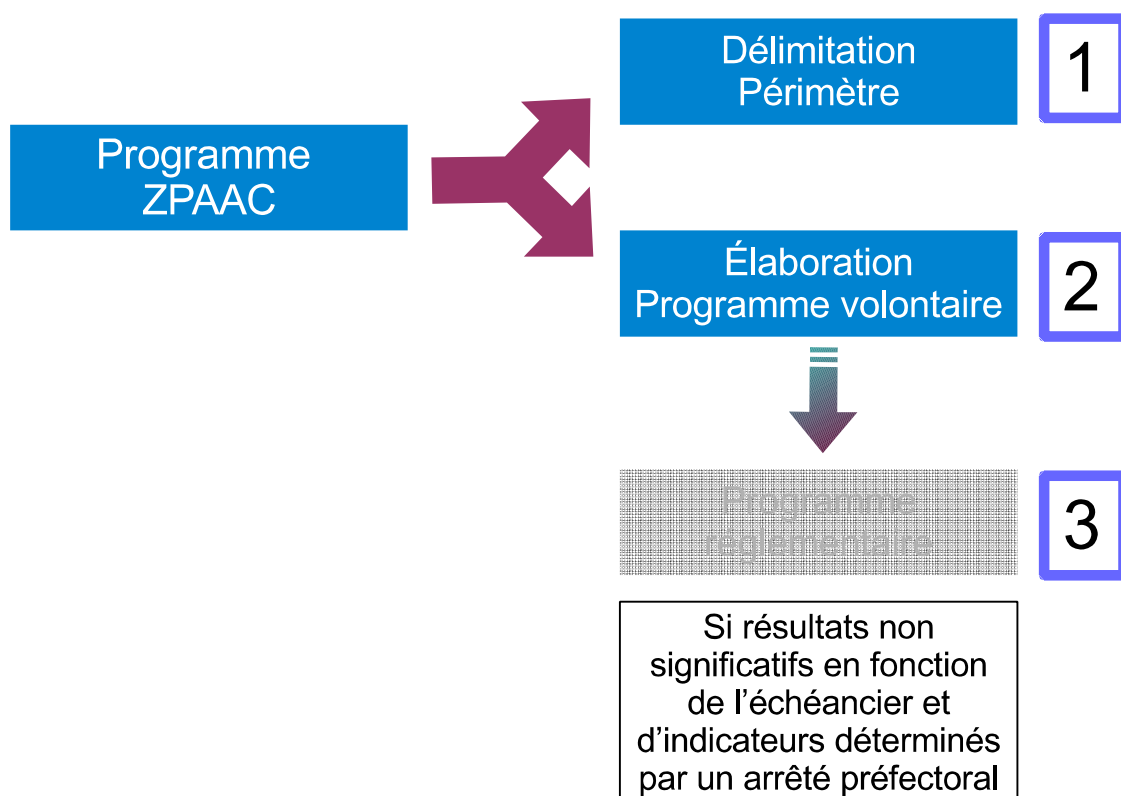 Programme
ZPAAC
Délimitation
Périmètre
1
Élaboration
Programme volontaire
2
Programme
réglementaire
3
Si résultats non
significatifs en fonction
de l’échéancier et
d’indicateurs déterminés
par un arrêté préfectoral